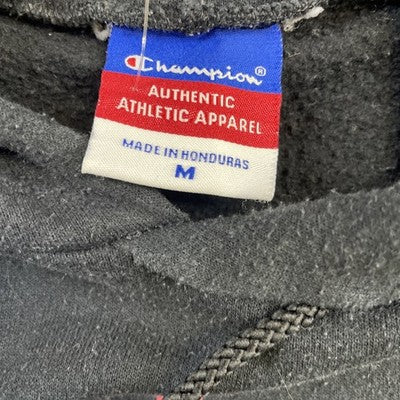 Champion®
AUTHENTIC
ATHLETIC APPAREL
MADE IN HONDURAS
M